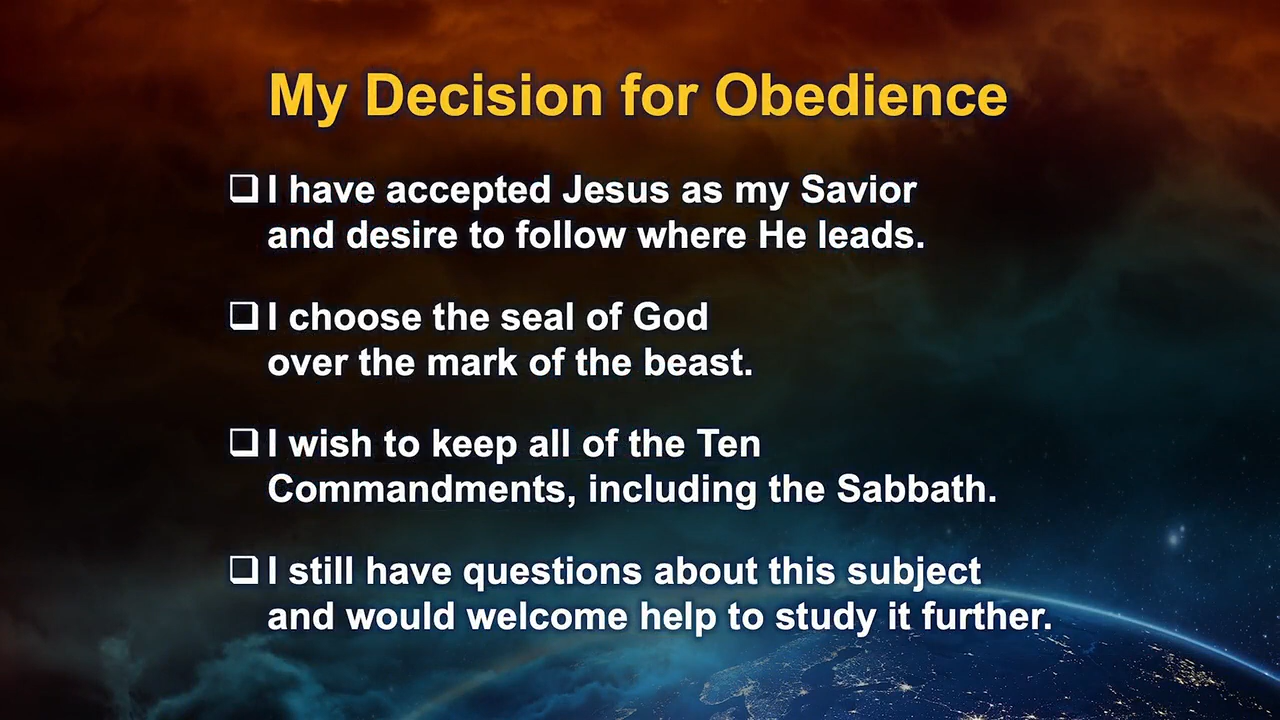 My Decision for Obedience
❑ I have accepted Jesus as my Savior
and desire to follow where He leads.
❑ I choose the seal of God
over the mark of the beast.
❑ I wish to keep all of the Ten
Commandments, including the Sabbath.
❑ I still have questions about this subject
and would welcome help to study it further.